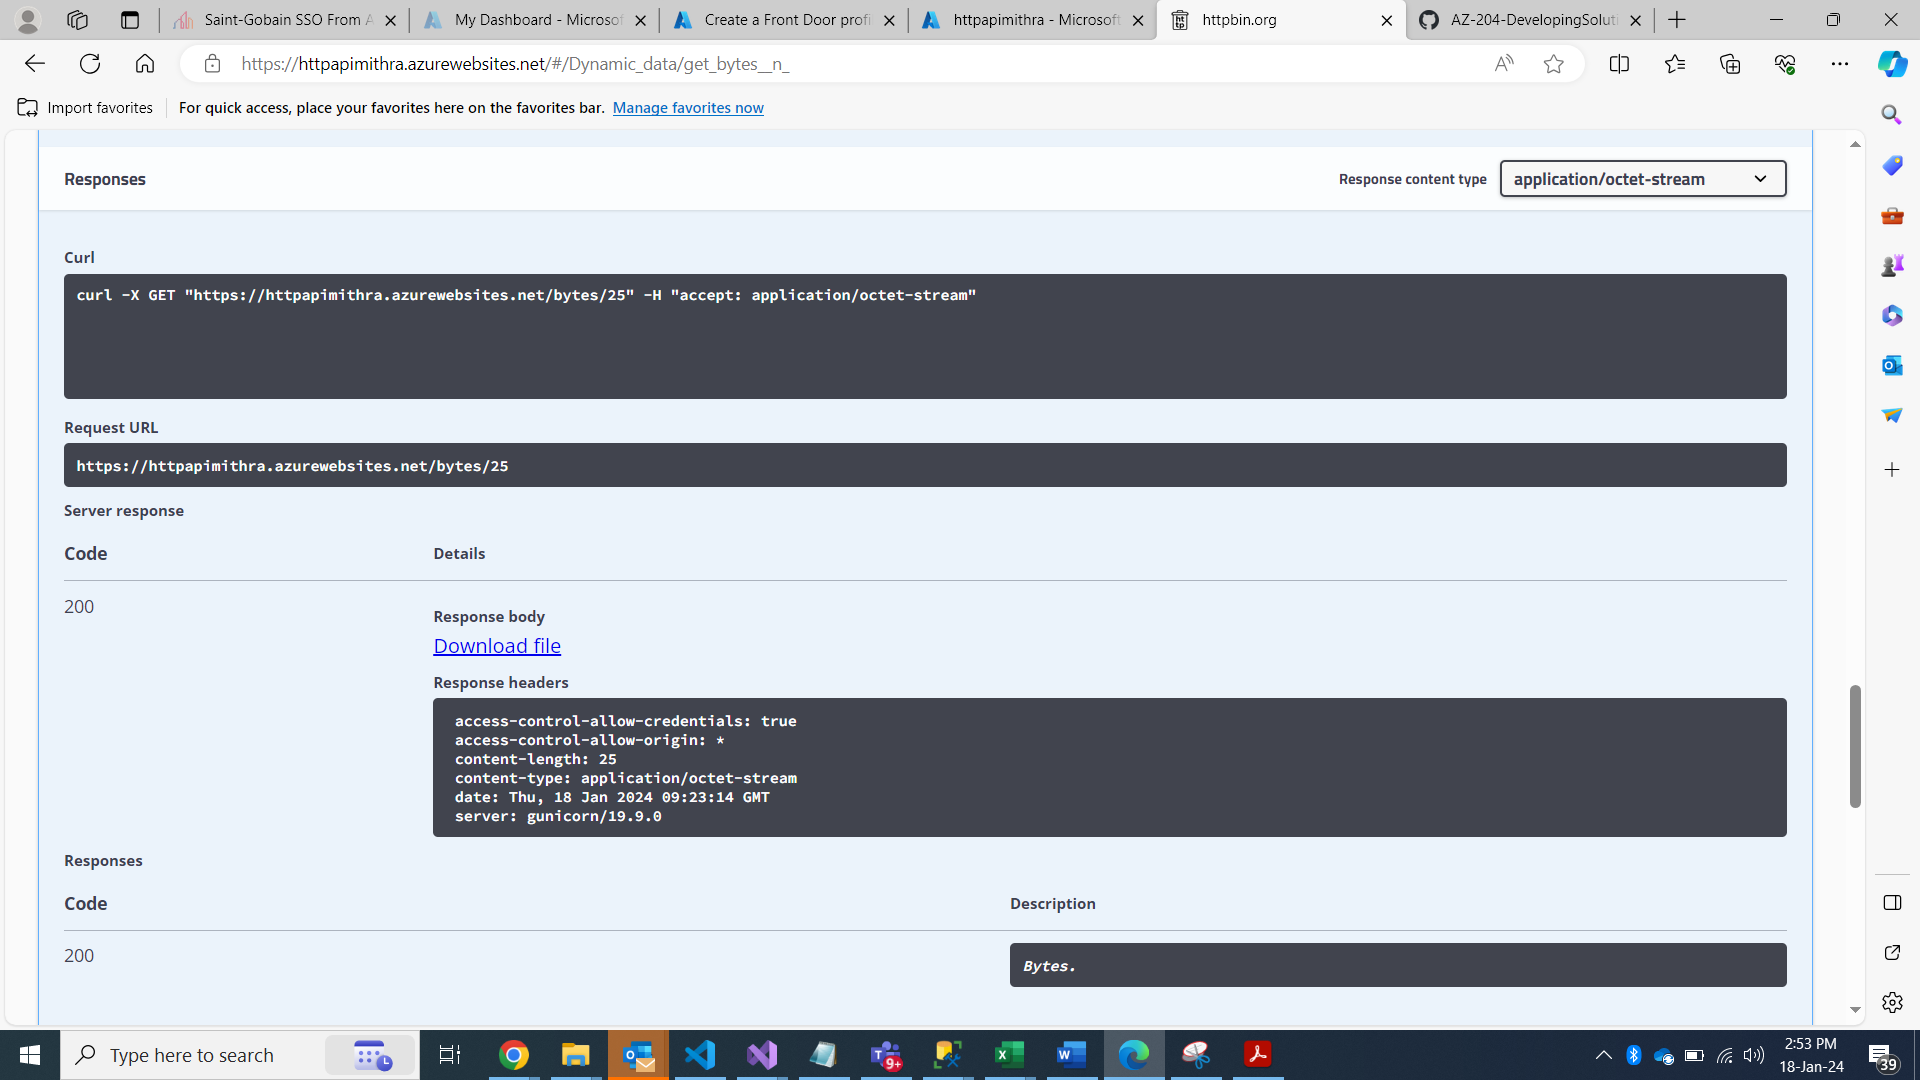 Saint-Gobain SSO From A
My Dashboard - Microsof
Create a Front Door profi
httpapimithra - Microsoft
httpbin.org
AZ-204-DevelopingSoluti
https://httpapimithra.azurewebsites.net/#/Dynamic_data/get_bytes__n_
Import favorites
For quick access, place your favorites here on the favorites bar. Manage favorites now
Responses
Response content type
application/octet-stream
Curl
curl -X GET "https://httpapimithra.azurewebsites.net/bytes/25" -H "accept: application/octet-stream"
Request URL
https://httpapimithra.azurewebsites.net/bytes/25
Server response
Code
Details
200
Response body
Download file
Response headers
access-control-allow-credentials: true
access-control-allow-origin: *
content-length: 25
content-type: application/octet-stream
date: Thu, 18 Jan 2024 09:23:14 GMT
server: gunicorn/19.9.0
Responses
Code
Description
200
Bytes.
Type here to search
9+
2:53 PM
18-Jan-24
39